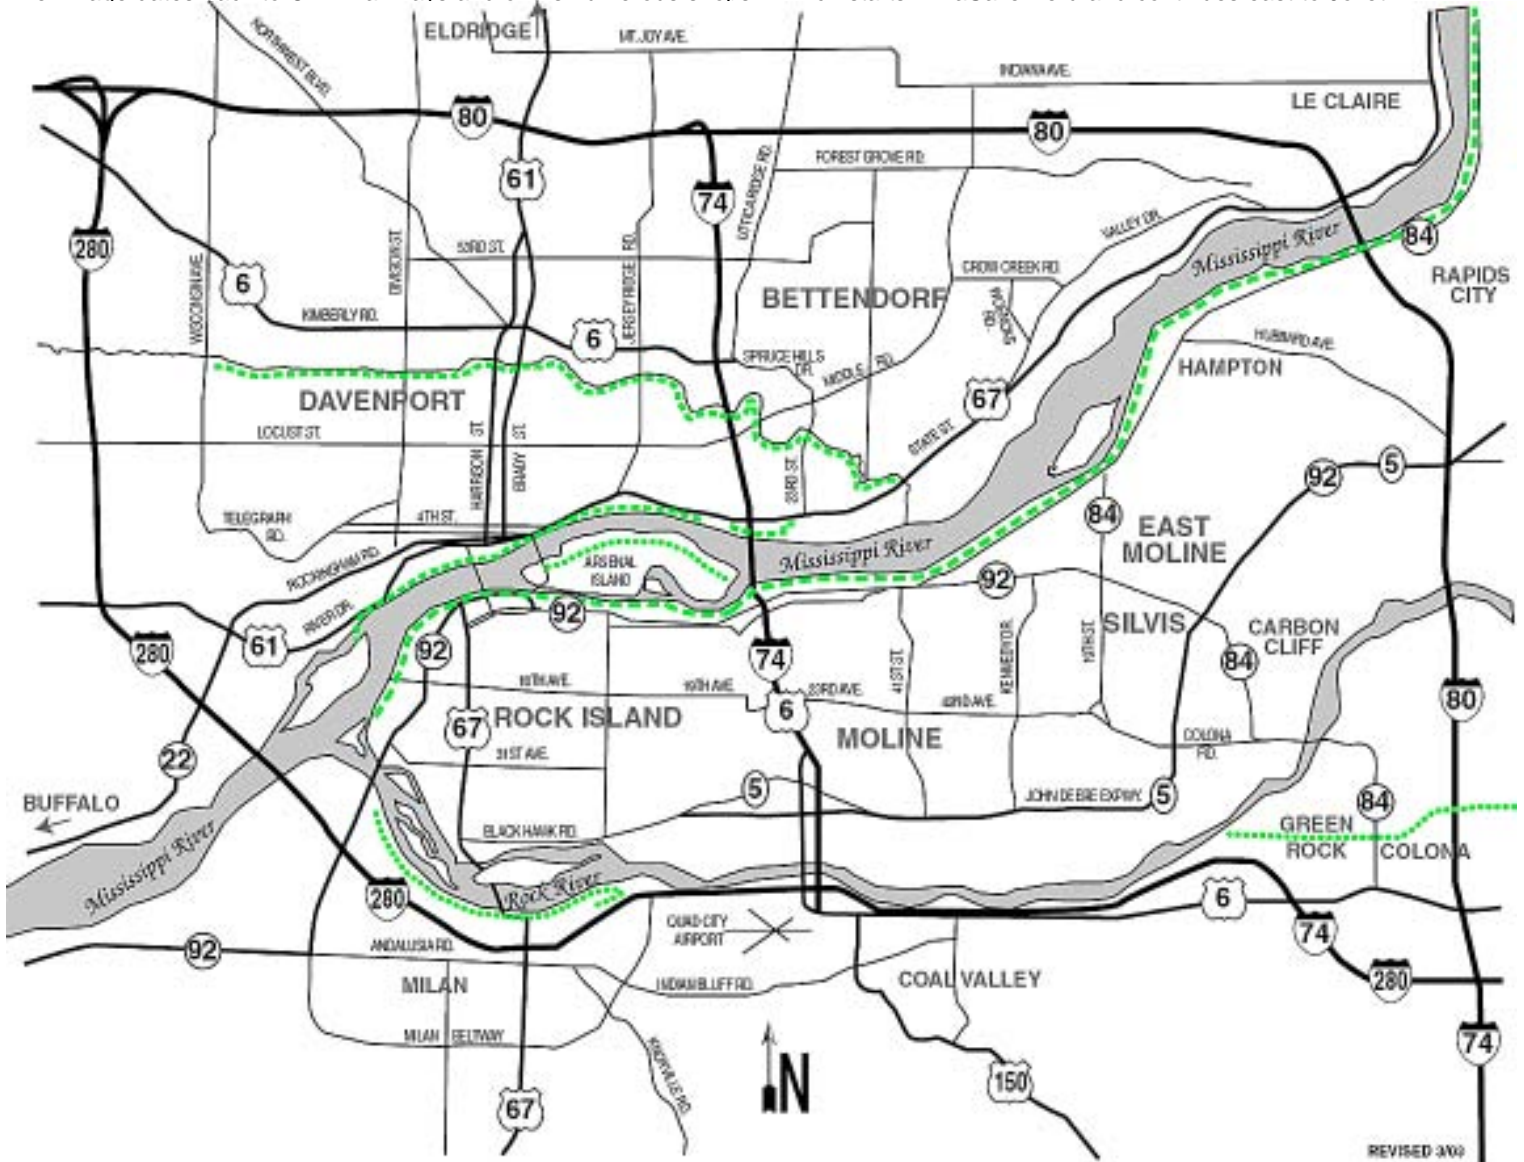 ELDRIDGE
MT. JOY AVE.
NORTHWEST BLVD.
INDIANA AVE.
LE CLAIRE
80
80
61
FOREST GROVE RD.
74
UTICA RIDGE RD.
VALLEY DR.
Mississippi River
84
280
DIVISION ST.
53RD ST.
JERSEY RIDGE RD.
CROW CREEK RD.
RAPIDS
CITY
6
BETTENDORF
KIMBERLY RD.
6
SPRUCE HILLS
DR.
MIDDLE RD.
HUBBARD AVE.
HAMPTON
DAVENPORT
67
LOCUST ST.
HARRISON ST.
BRADY ST.
STATE ST.
23RD ST.
92
5
TELEGRAPH
RD.
4TH ST.
84
EAST
MOLINE
ROCKINGHAM RD.
ARSENAL
ISLAND
Mississippi River
92
92
RIVER DR.
61
280
92
74
41ST ST.
KENNEDY DR.
SILVIS
CARBON
CLIFF
84
18TH AVE.
19TH AVE.
23RD AVE.
6
80
67
ROCK ISLAND
MOLINE
22
31ST AVE.
COLONA
RD.
BUFFALO
5
JOHN DEERE EXPWY.
5
84
BLACK HAWK RD.
GREEN
ROCK
COLONA
Mississippi River
280
Rock River
6
QUAD CITY
AIRPORT
74
92
ANDALUSIA RD.
MILAN
INDIAN BLUFF RD.
COAL VALLEY
280
MILAN BELTWAY
KNOXVILLE RD.
N
74
150
67
REVISED 3/03